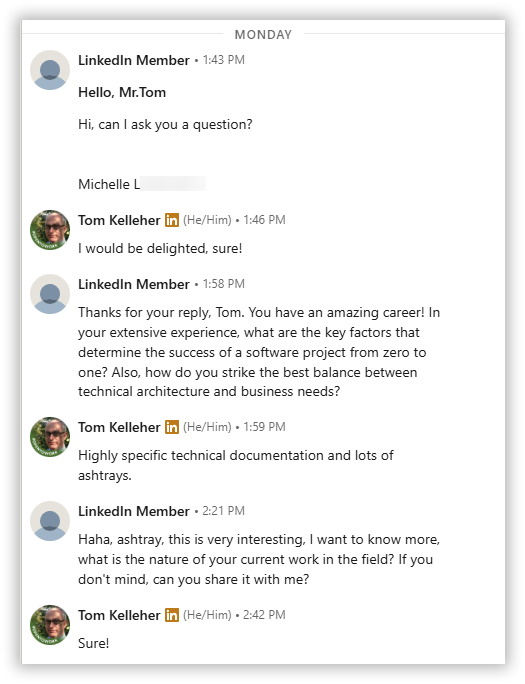 MONDAY
LinkedIn Member • 1:43 PM
Hello, Mr.Tom
Hi, can I ask you a question?
Michelle L
Tom Kelleher in (He/Him) • 1:46 PM
I would be delighted, sure!
LinkedIn Member • 1:58 PM
Thanks for your reply, Tom. You have an amazing career! In
your extensive experience, what are the key factors that
determine the success of a software project from zero to
one? Also, how do you strike the best balance between
technical architecture and business needs?
Tom Kelleher in (He/Him) • 1:59 PM
Highly specific technical documentation and lots of
ashtrays.
LinkedIn Member • 2:21 PM
Haha, ashtray, this is very interesting, I want to know more,
what is the nature of your current work in the field? If you
don't mind, can you share it with me?
Tom Kelleher in (He/Him) • 2:42 PM
Sure!